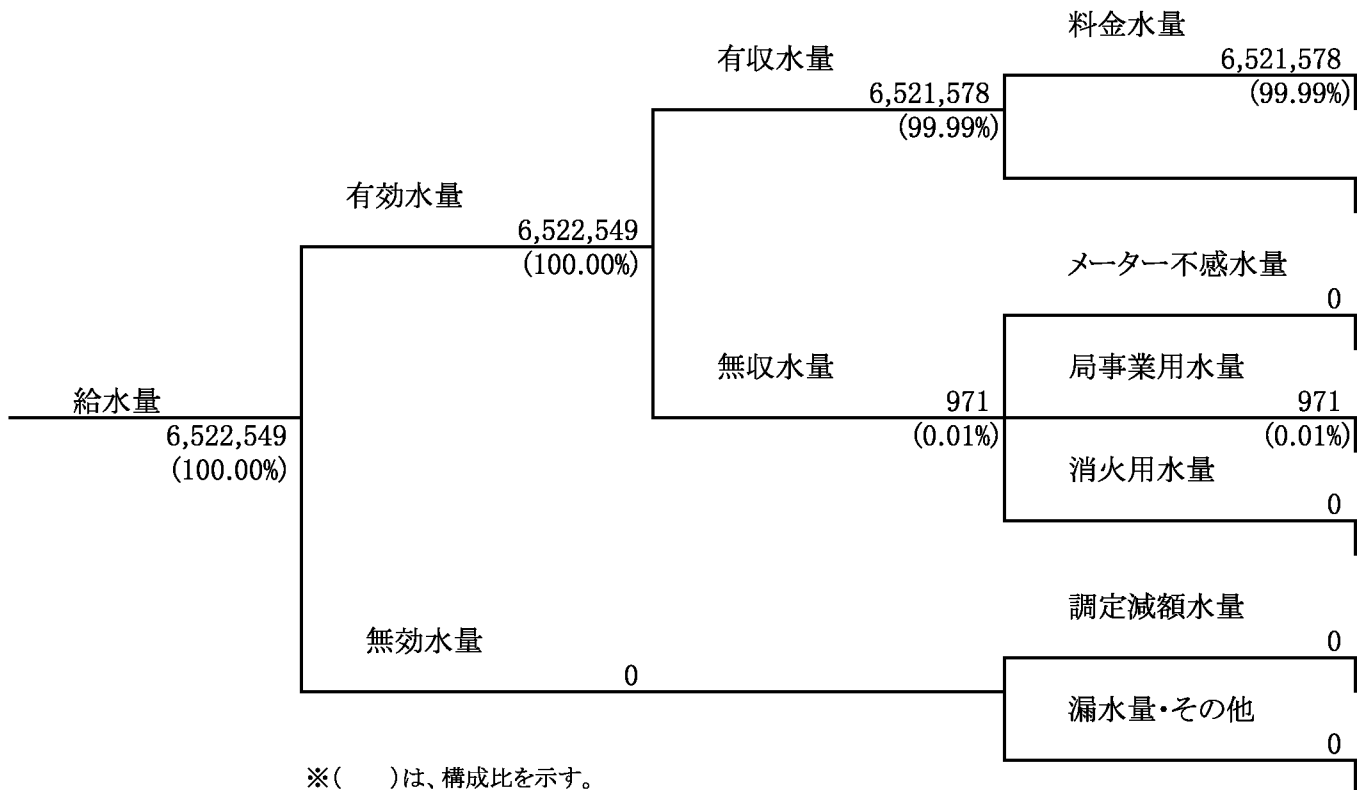 料金水量
有収水量
6,521,578
6,521,578
(99.99%)
(99.99%)
有効水量
6,522,549
(100.00%)
メーター不感水量
0
無収水量
局事業用水量
給水量
971
971
6,522,549
(0.01%)
(0.01%)
(100.00%)
消火用水量
0
調定減額水量
無効水量
0
0
漏水量・その他
0
※(　　)は、構成比を示す。